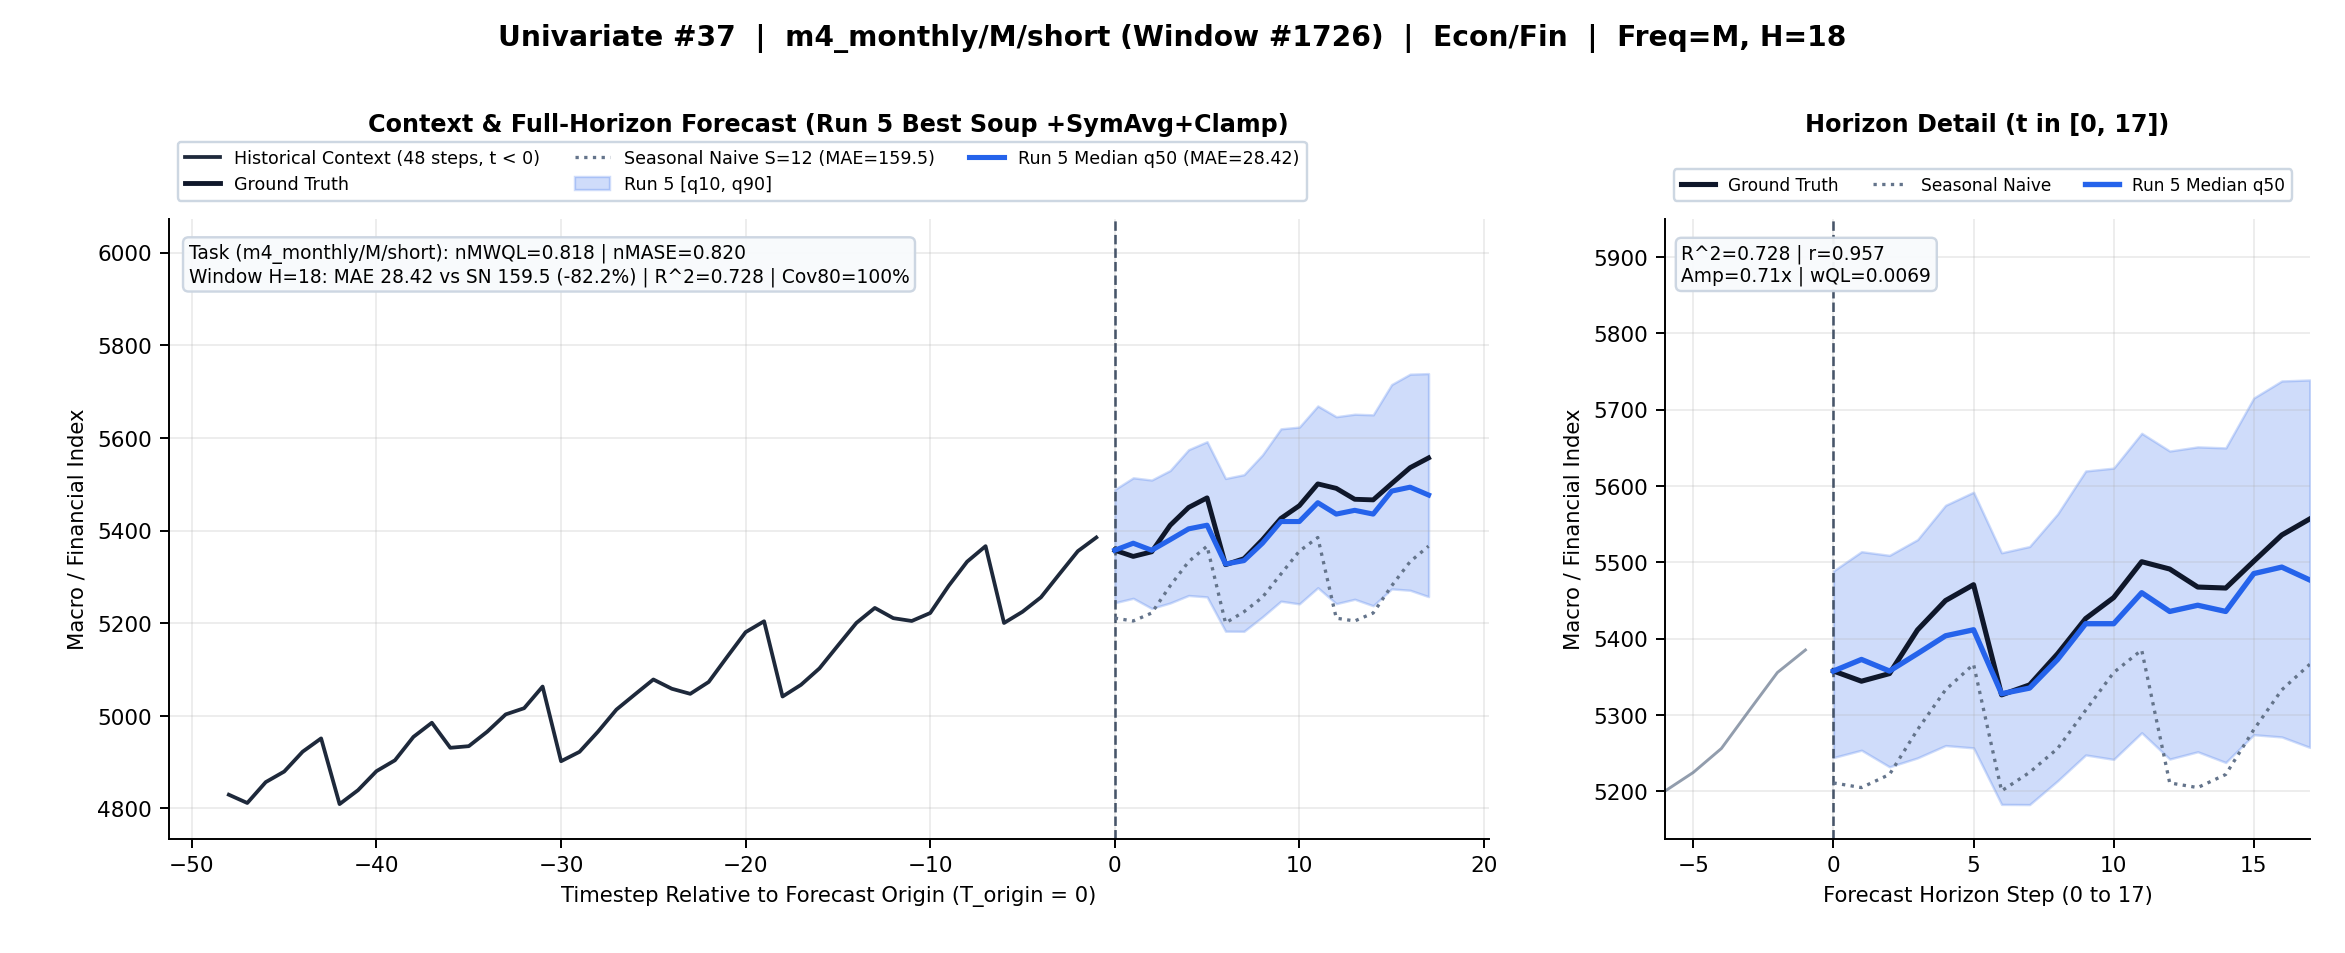 Univariate #37 | m4_monthly/M/short (Window #1726) | Econ/Fin | Freq=M, H=18
Context & Full-Horizon Forecast (Run 5 Best Soup +SymAvg+Clamp)
Historical Context (48 steps, t < 0)
Ground Truth
Seasonal Naive S=12 (MAE=159.5)
Run 5 [q10, q90]
Run 5 Median q50 (MAE=28.42)
Task (m4_monthly/M/short): nMWQL=0.818 | nMASE=0.820
Window H=18: MAE 28.42 vs SN 159.5 (-82.2%) | R^2=0.728 | Cov80=100%
Macro / Financial Index
6000
5800
5600
5400
5200
5000
4800
−50
−40
−30
−20
−10
0
10
20
Timestep Relative to Forecast Origin (T_origin = 0)
Horizon Detail (t in [0, 17])
Ground Truth
Seasonal Naive
Run 5 Median q50
R^2=0.728 | r=0.957
Amp=0.71x | wQL=0.0069
Macro / Financial Index
5900
5800
5700
5600
5500
5400
5300
5200
−5
0
5
10
15
Forecast Horizon Step (0 to 17)